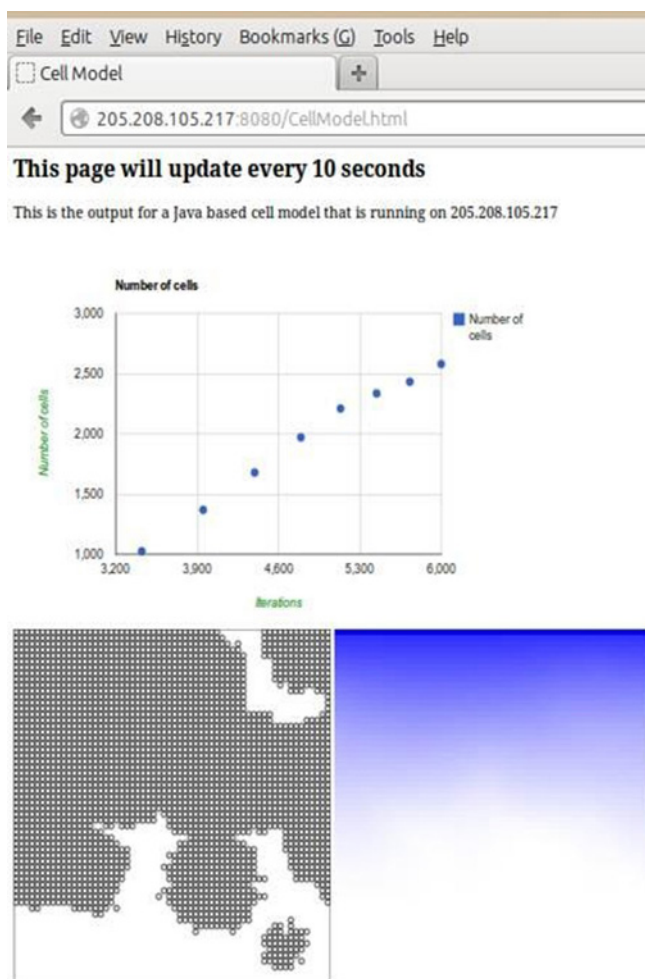 File Edit View History Bookmarks (G) Tools Help
Cell Model
205.208.105.217:8080/CellModel.html
This page will update every 10 seconds
This is the output for a Java based cell model that is running on 205.208.105.217
Number of cells
3,000
2,500
2,000
1,500
1,000
Number of cells
3,200 3,900 4,600 5,300 6,000
Iterations
Number of
cells